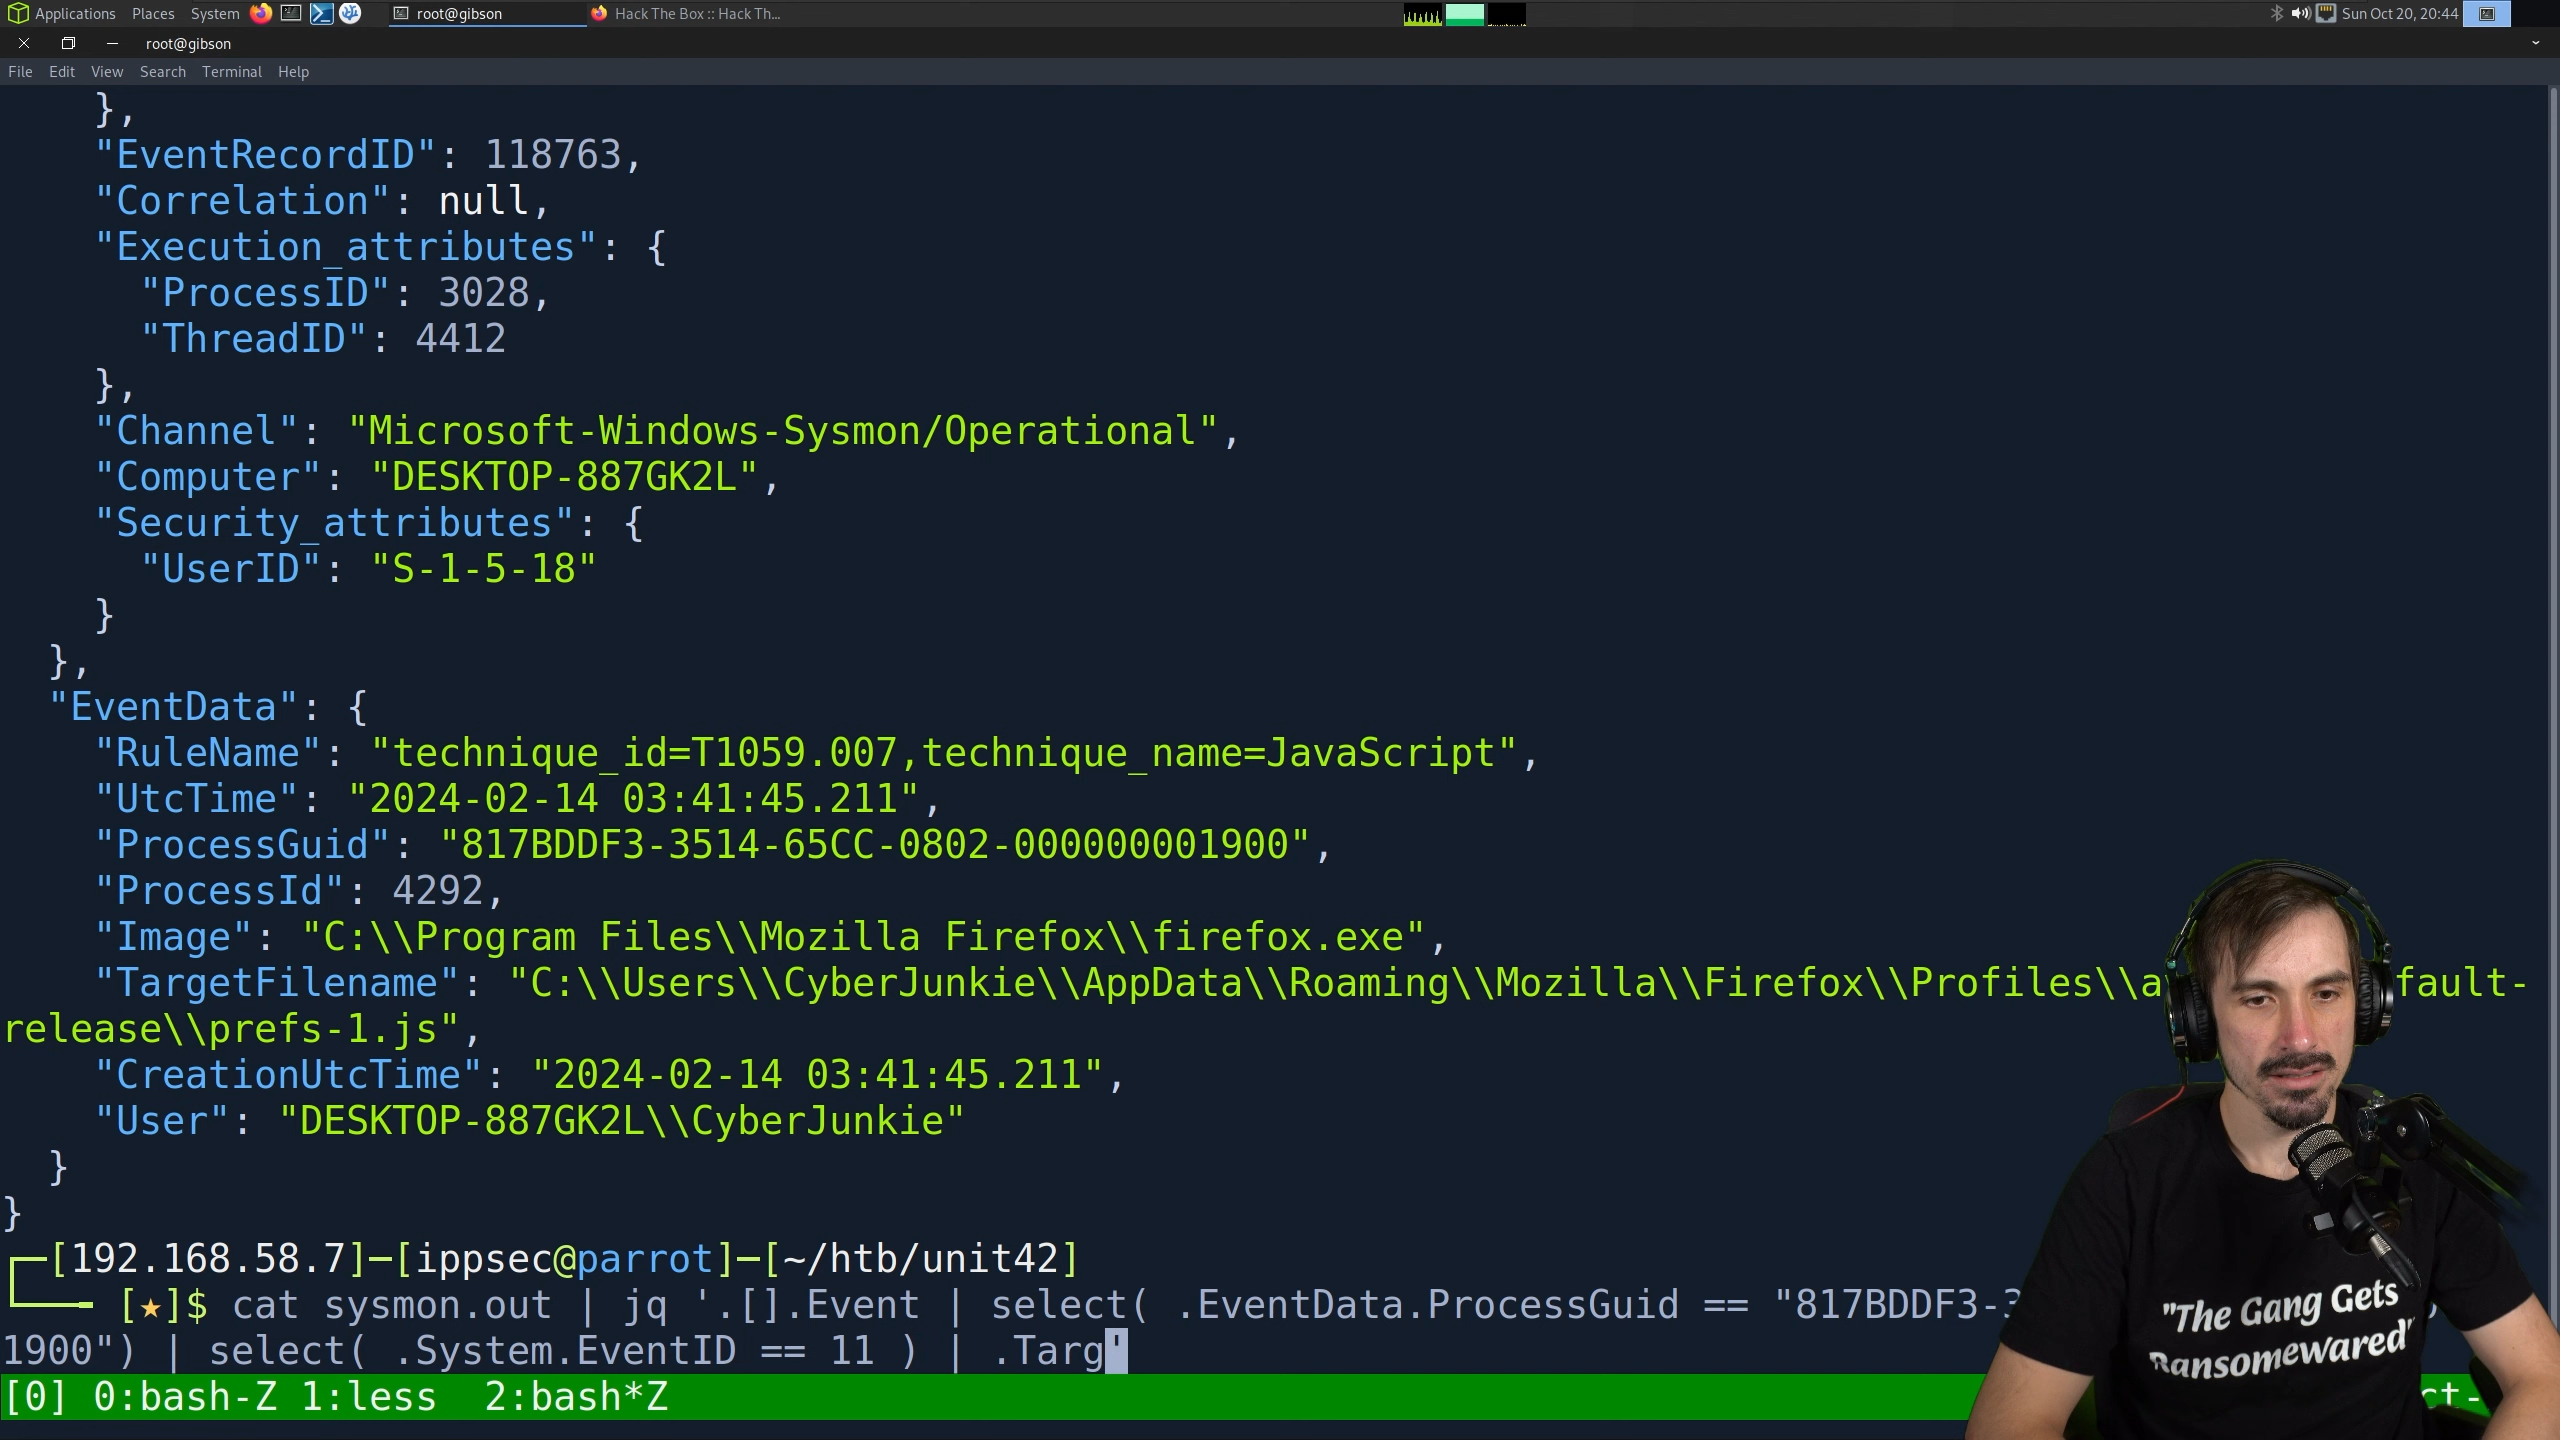 Applications Places System root@gibson Hack The Box :: Hack Th... Sun Oct 20, 20:44
root@gibson
File Edit View Search Terminal Help
},
"EventRecordID": 118763,
"Correlation": null,
"Execution_attributes": {
"ProcessID": 3028,
"ThreadID": 4412
},
"Channel": "Microsoft-Windows-Sysmon/Operational",
"Computer": "DESKTOP-887GK2L",
"Security_attributes": {
"UserID": "S-1-5-18"
}
},
"EventData": {
"RuleName": "technique_id=T1059.007,technique_name=JavaScript",
"UtcTime": "2024-02-14 03:41:45.211",
"ProcessGuid": "817BDDF3-3514-65CC-0802-000000001900",
"ProcessId": 4292,
"Image": "C:\\Program Files\\Mozilla Firefox\\firefox.exe",
"TargetFilename": "C:\\Users\\CyberJunkie\\AppData\\Roaming\\Mozilla\\Firefox\\Profiles\\a fault-
release\\prefs-1.js",
"CreationUtcTime": "2024-02-14 03:41:45.211",
"User": "DESKTOP-887GK2L\\CyberJunkie"
}
}
[192.168.58.7]-[ippsec@parrot]-[~/htb/unit42]
[★]$ cat sysmon.out | jq '.[].Event | select( .EventData.ProcessGuid == "817BDDF3-3
1900") | select( .System.EventID == 11 ) | .Targ'
[0] 0:bash-Z 1:less 2:bash*Z
"The Gang Gets
Ransomewared"